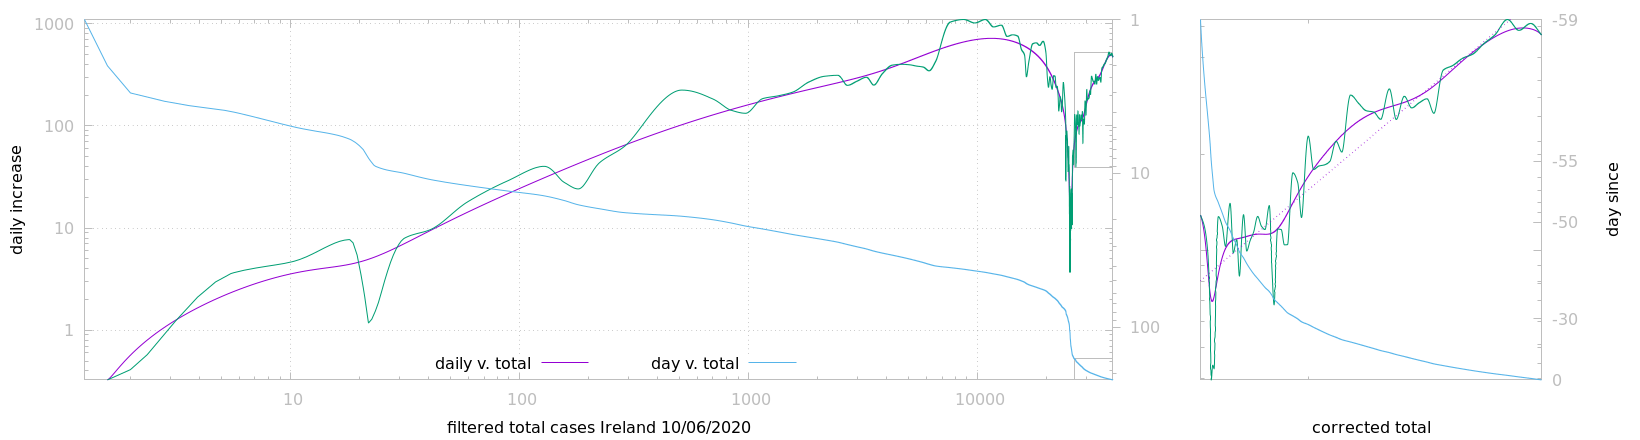 1000
100
10
1
daily increase
10
100
1000
10000
filtered total cases Ireland 10/06/2020
daily v. total
day v. total
1
10
100
-59
-55
-50
-30
0
day since
corrected total